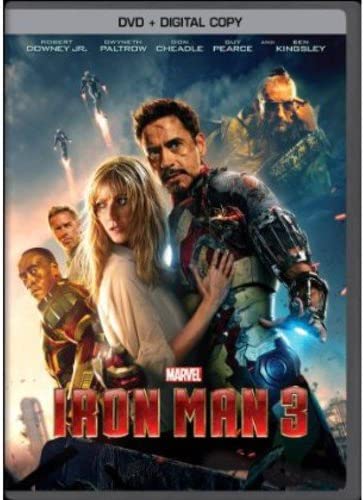 DVD + DIGITAL COPY
ROBERT DOWNEY JR. GWYNETH PALTROW DON CHEADLE GUY PEARCE AND BEN KINGSLEY
MARVEL
IRON MAN 3